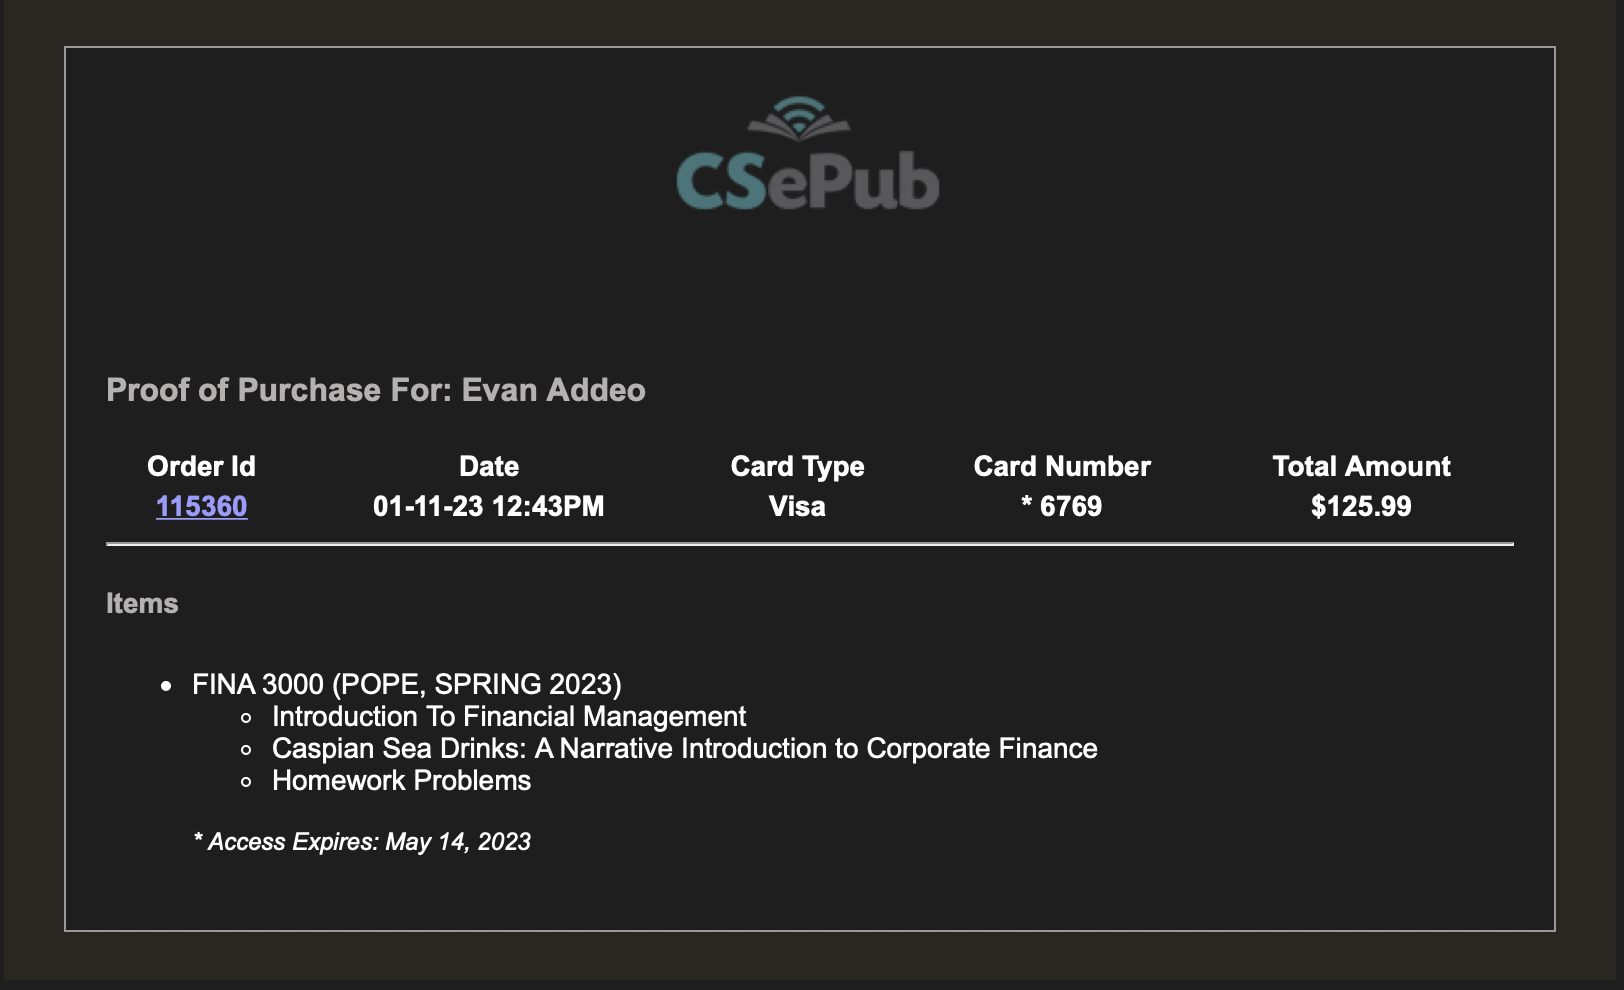 CSePub
Proof of Purchase For: Evan Addeo
Order Id Date Card Type Card Number Total Amount
115360 01-11-23 12:43PM Visa * 6769 $125.99
Items
FINA 3000 (POPE, SPRING 2023)
Introduction To Financial Management
Caspian Sea Drinks: A Narrative Introduction to Corporate Finance
Homework Problems
* Access Expires: May 14, 2023